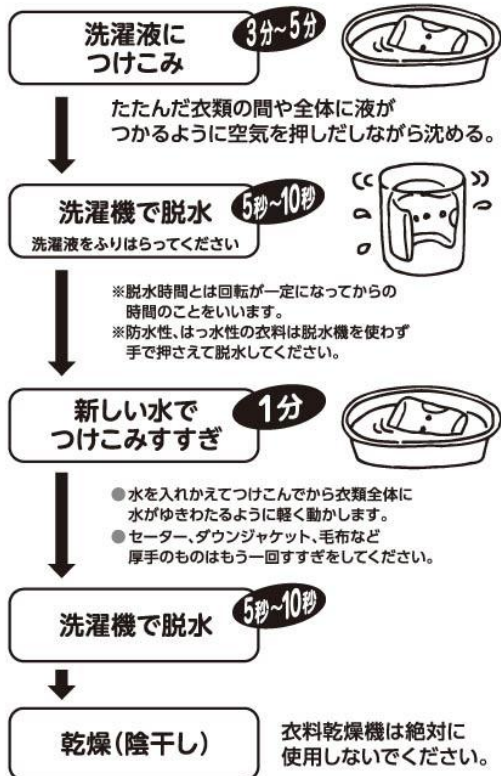 洗濯液に
つけこみ
3分~5分
たたんだ衣類の間や全体に液が
つかるように空気を押しだしながら沈める。
洗濯機で脱水
5秒~10秒
洗濯液をふりはらってください
※脱水時間とは回転が一定になってからの
時間のことをいいます。
※防水性、はっ水性の衣料は脱水機を使わず
手で押さえて脱水してください。
新しい水で
つけこみすすぎ
1分
●水を入れかえてつけこんでから衣類全体に
水がゆきわたるように軽く動かします。
●セーター、ダウンジャケット、毛布など
厚手のものはもう一回すすぎをしてください。
洗濯機で脱水
5秒~10秒
乾燥(陰干し)
衣料乾燥機は絶対に
使用しないでください。